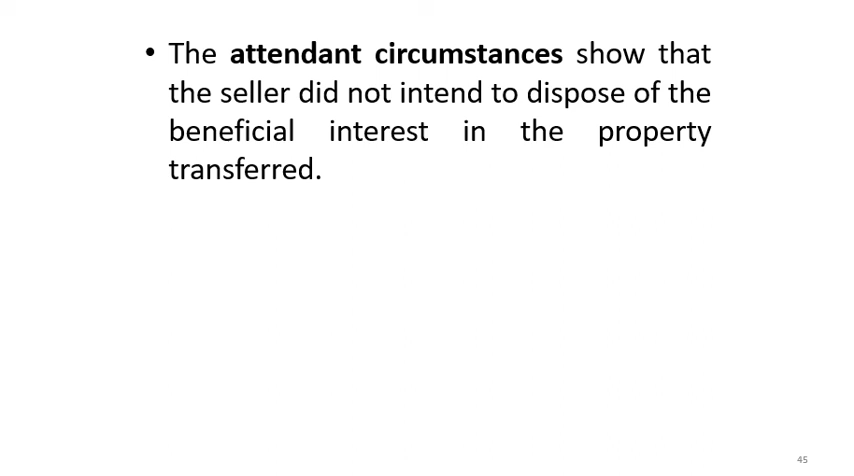 • The attendant circumstances show that
the seller did not intend to dispose of the
beneficial interest in the property
transferred.
45